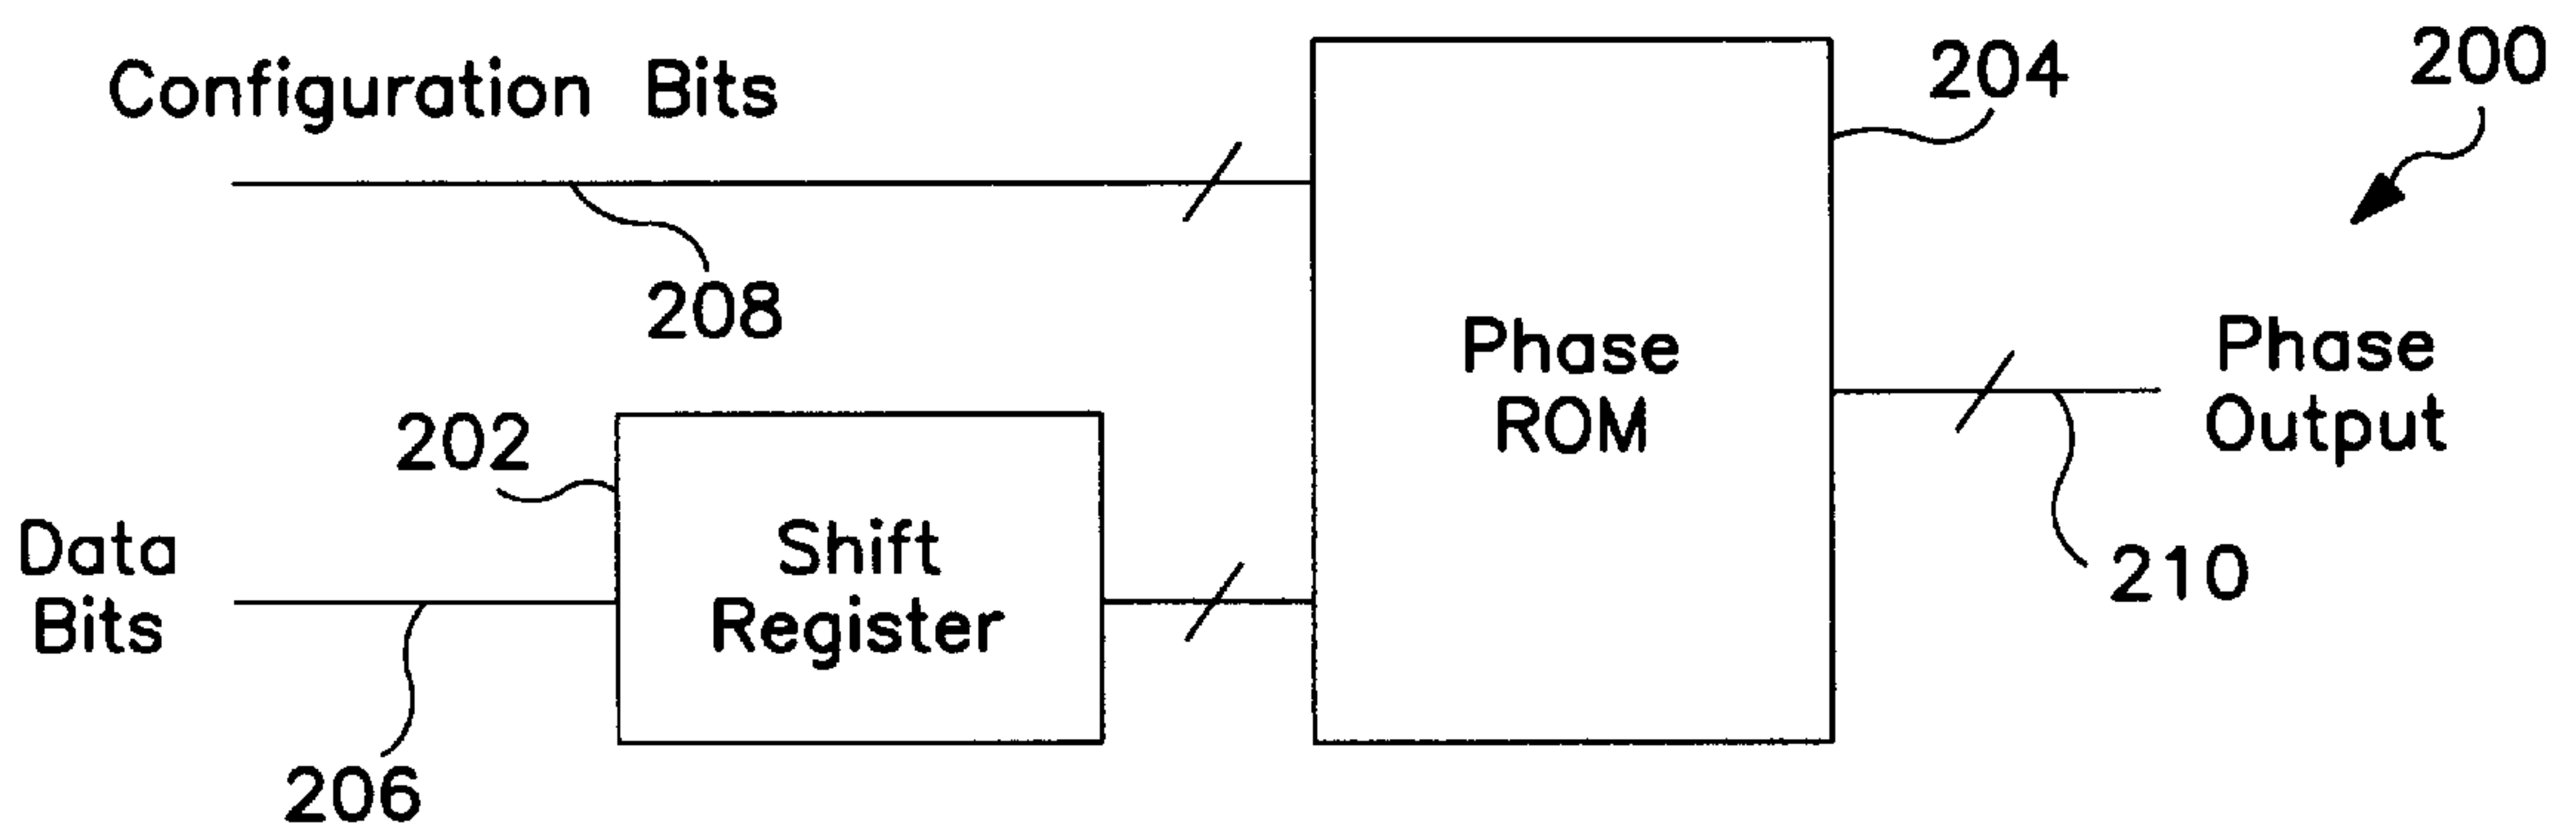 Configuration Bits
204
200
208
Phase
ROM
Phase
Output
202
Data
Bits
Shift
Register
210
206